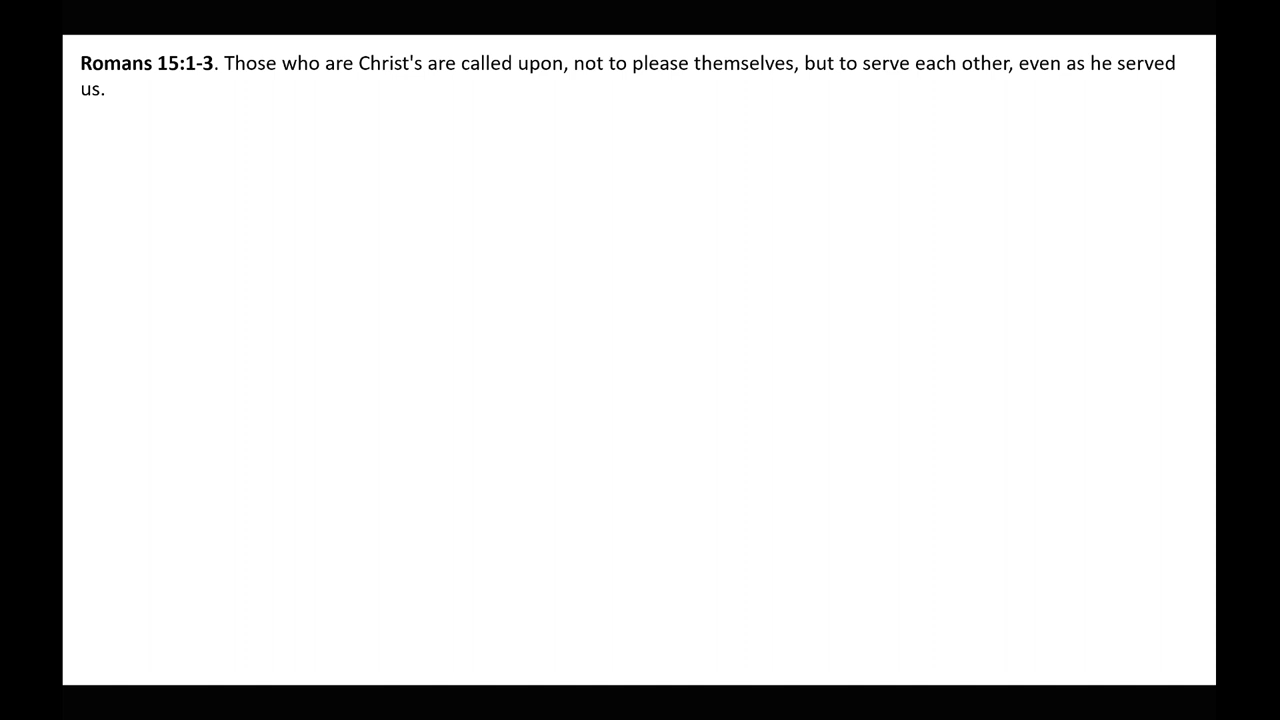 Romans 15:1-3. Those who are Christ's are called upon, not to please themselves, but to serve each other, even as he served
us.